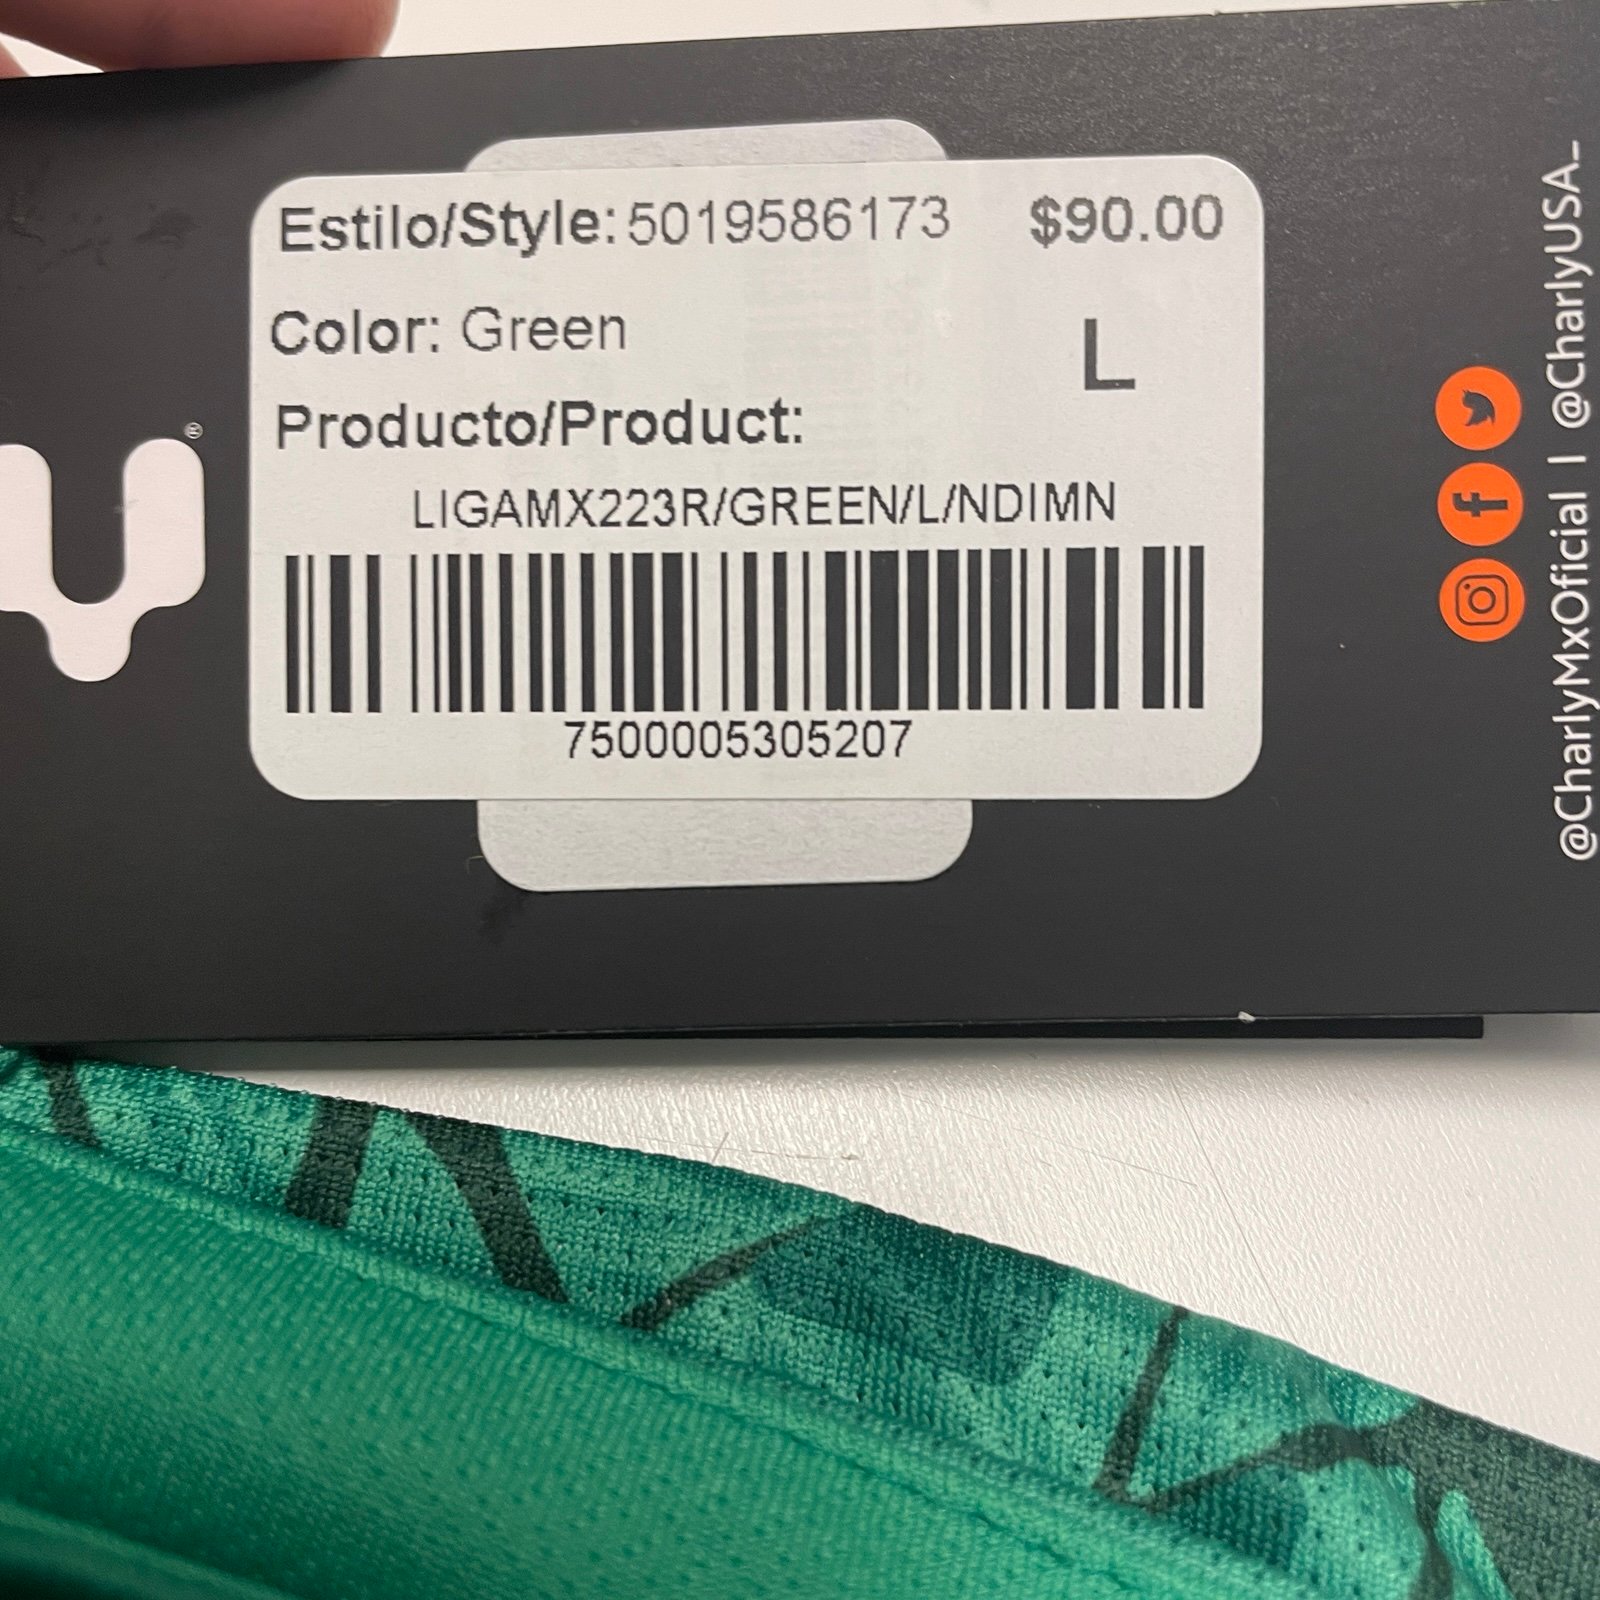 Estilo/Style: 5019586173 $90.00
Color: Green
L
Producto/Product:
LIGAMX223R/GREEN/L/NDIMN
7500005305207
®
@CharlyMxOficial I @CharlyUSA_